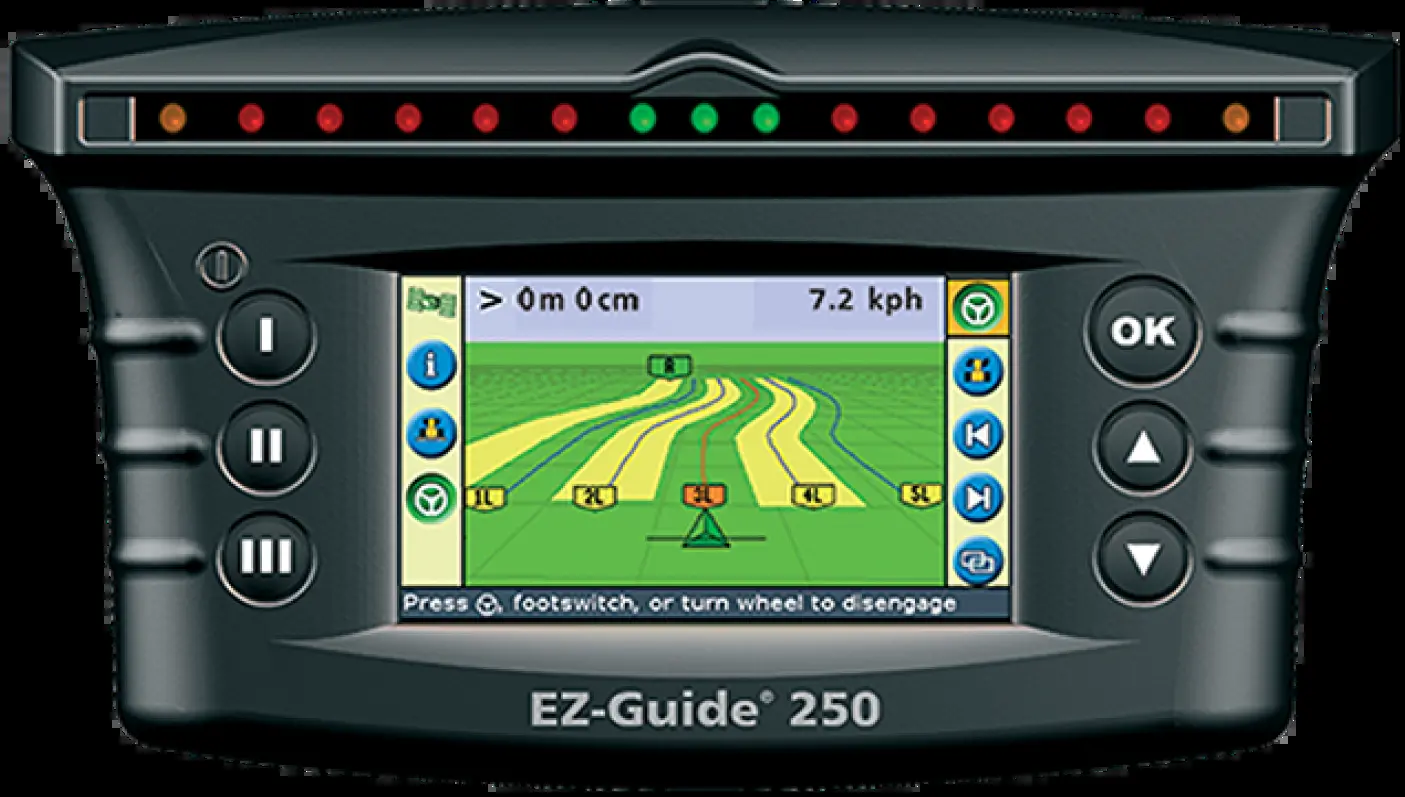 > 0m 0cm 7.2 kph
i
R
1L 2L 3L 4L 5L
Press , footswitch, or turn wheel to disengage
I
II
III
OK
EZ-Guide® 250